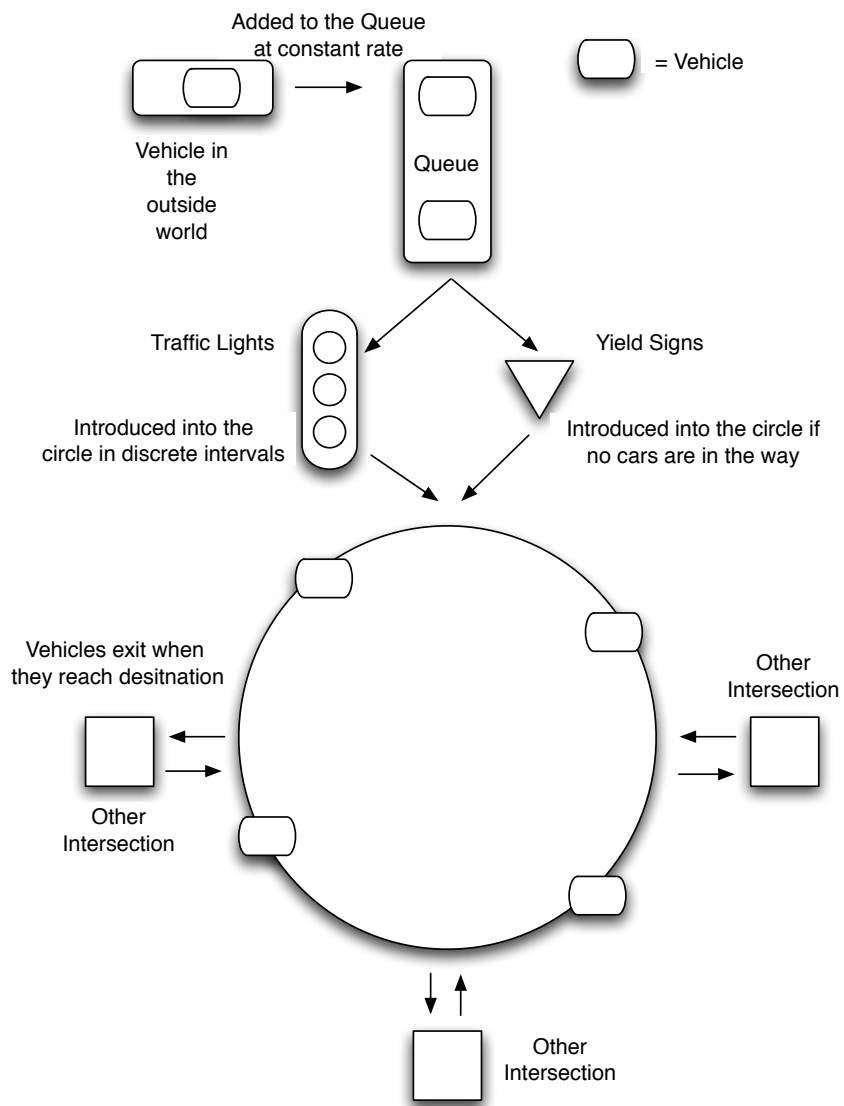 Added to the Queue
at constant rate
= Vehicle
Vehicle in
the
outside
world
Queue
Traffic Lights
Yield Signs
Introduced into the
circle in discrete intervals
Introduced into the circle if
no cars are in the way
Vehicles exit when
they reach desitnation
Other
Intersection
Other
Intersection
Other
Intersection